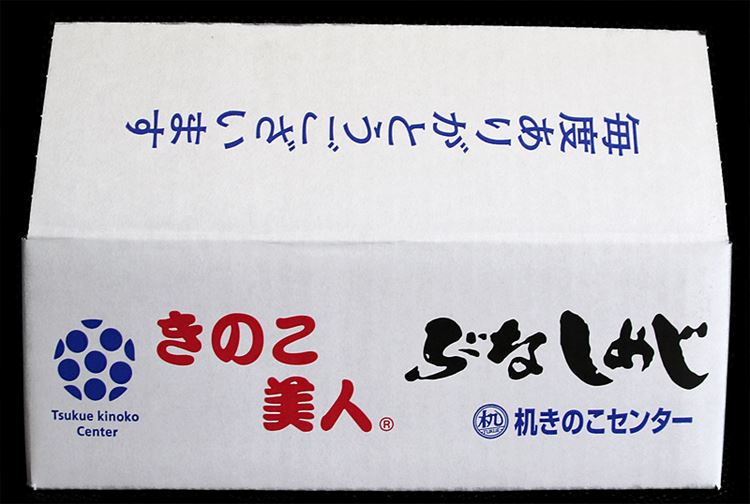 毎度ありがとうございます
きのこ
美人®
ぶなしめじ
Tsukue kinoko
Center
机
机きのこセンター